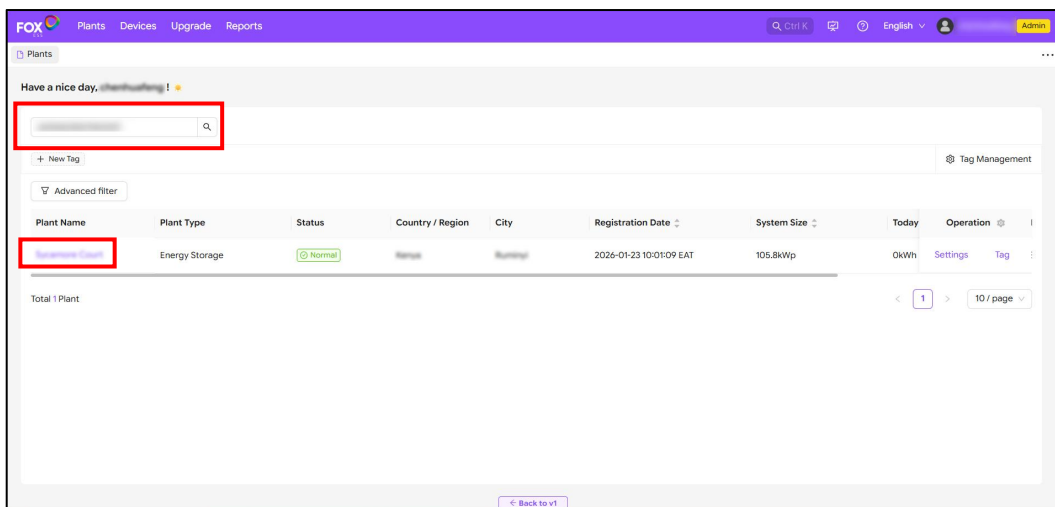 FOX Plants Devices Upgrade Reports Ctrl K English Admin
ESS
Plants
Have a nice day, !
+ New Tag Tag Management
Advanced filter
Plant Name Plant Type Status Country / Region City Registration Date System Size Today Operation
Energy Storage Normal 2026-01-23 10:01:09 EAT 105.8kWp 0kWh Settings Tag
Total 1 Plant < 1 > 10 / page
← Back to v1